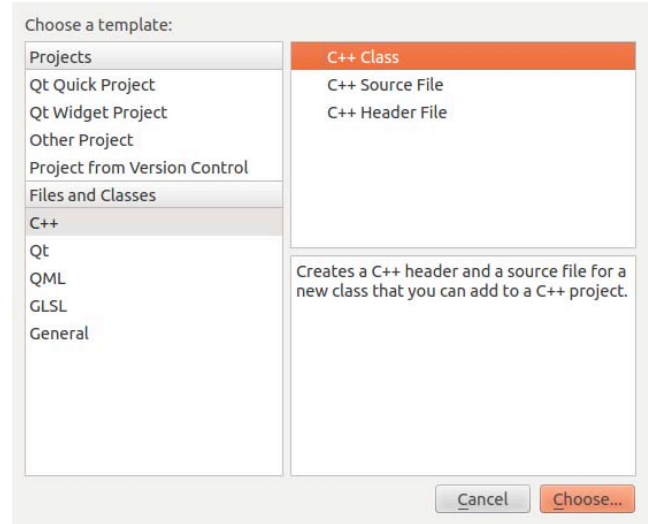 Choose a template:
Projects
Qt Quick Project
Qt Widget Project
Other Project
Project from Version Control
Files and Classes
C++
Qt
QML
GLSL
General
C++ Class
C++ Source File
C++ Header File
Creates a C++ header and a source file for a
new class that you can add to a C++ project.
Cancel
Choose...